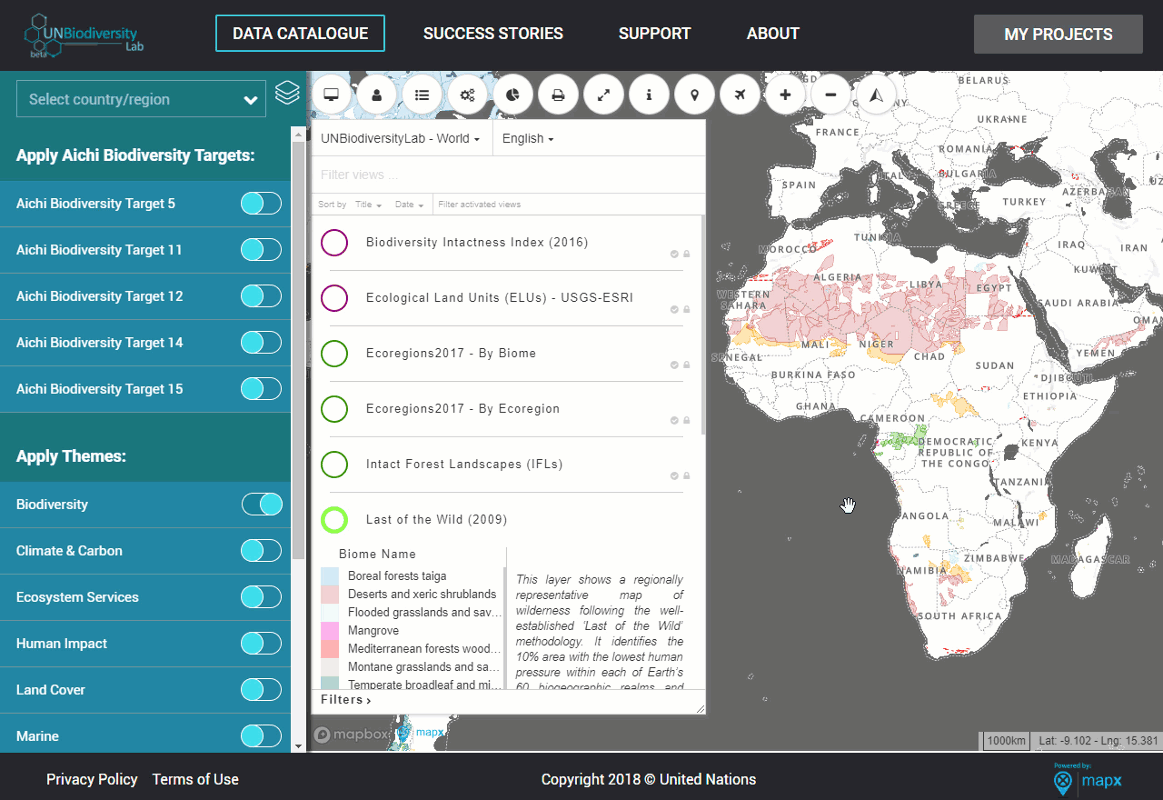 UNBiodiversity
Lab
beta
DATA CATALOGUE
SUCCESS STORIES
SUPPORT
ABOUT
MY PROJECTS
Select country/region
Apply Aichi Biodiversity Targets:
Aichi Biodiversity Target 5
Aichi Biodiversity Target 11
Aichi Biodiversity Target 12
Aichi Biodiversity Target 14
Aichi Biodiversity Target 15
Apply Themes:
Biodiversity
Climate & Carbon
Ecosystem Services
Human Impact
Land Cover
Marine
UNBiodiversityLab - World
English
Filter views ...
Sort by Title Date Filter activated views
Biodiversity Intactness Index (2016)
Ecological Land Units (ELUs) - USGS-ESRI
Ecoregions2017 - By Biome
Ecoregions2017 - By Ecoregion
Intact Forest Landscapes (IFLs)
Last of the Wild (2009)
Biome Name
Boreal forests taiga
Deserts and xeric shrublands
Flooded grasslands and sav...
Mangrove
Mediterranean forests wood...
Montane grasslands and sa...
Temperate broadleaf and mi...
This layer shows a regionally
representative map of
wilderness following the well-
established 'Last of the Wild'
methodology. It identifies the
10% area with the lowest human
pressure within each of Earth's
60 biogeographic realms and
Filters ›
BELARUS
UKRAINE
FRANCE
ROMANIA
BULGARIA
SPAIN
GREECE
TURKEY
AZERBA
UZ
TUNI
MOROCCO
IRAQ
IRAN
ALGERIA
LIBYA
EGYPT
KUWAIT
WESTERN
SAHARA
SAUDI ARABIA
OMAN
MALI
NIGER
CHAD
SENEGAL
SUDAN
YEMEN
BURKINA FASO
DJIBOUTI
ETHIOPIA
GHANA
CAMEROON
DEMOCRATIC
REPUBLIC OF
THE CONGO
KENYA
TANZANIA
ANGOLA
MALAWI
ZIMBABWE
MADAGASCAR
NAMIBIA
SOUTH AFRICA
mapbox
mapx
1000km
Lat: -9.102 - Lng: 15.381
Privacy Policy
Terms of Use
Copyright 2018 © United Nations
Powered by:
mapx